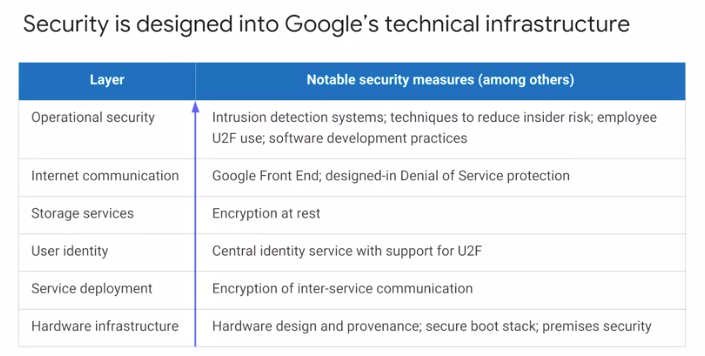 Security is designed into Google's technical infrastructure
Layer
Notable security measures (among others)
Operational security
Intrusion detection systems; techniques to reduce insider risk; employee
U2F use; software development practices
Internet communication
Google Front End; designed-in Denial of Service protection
Storage services
Encryption at rest
User identity
Central identity service with support for U2F
Service deployment
Encryption of inter-service communication
Hardware infrastructure
Hardware design and provenance; secure boot stack; premises security